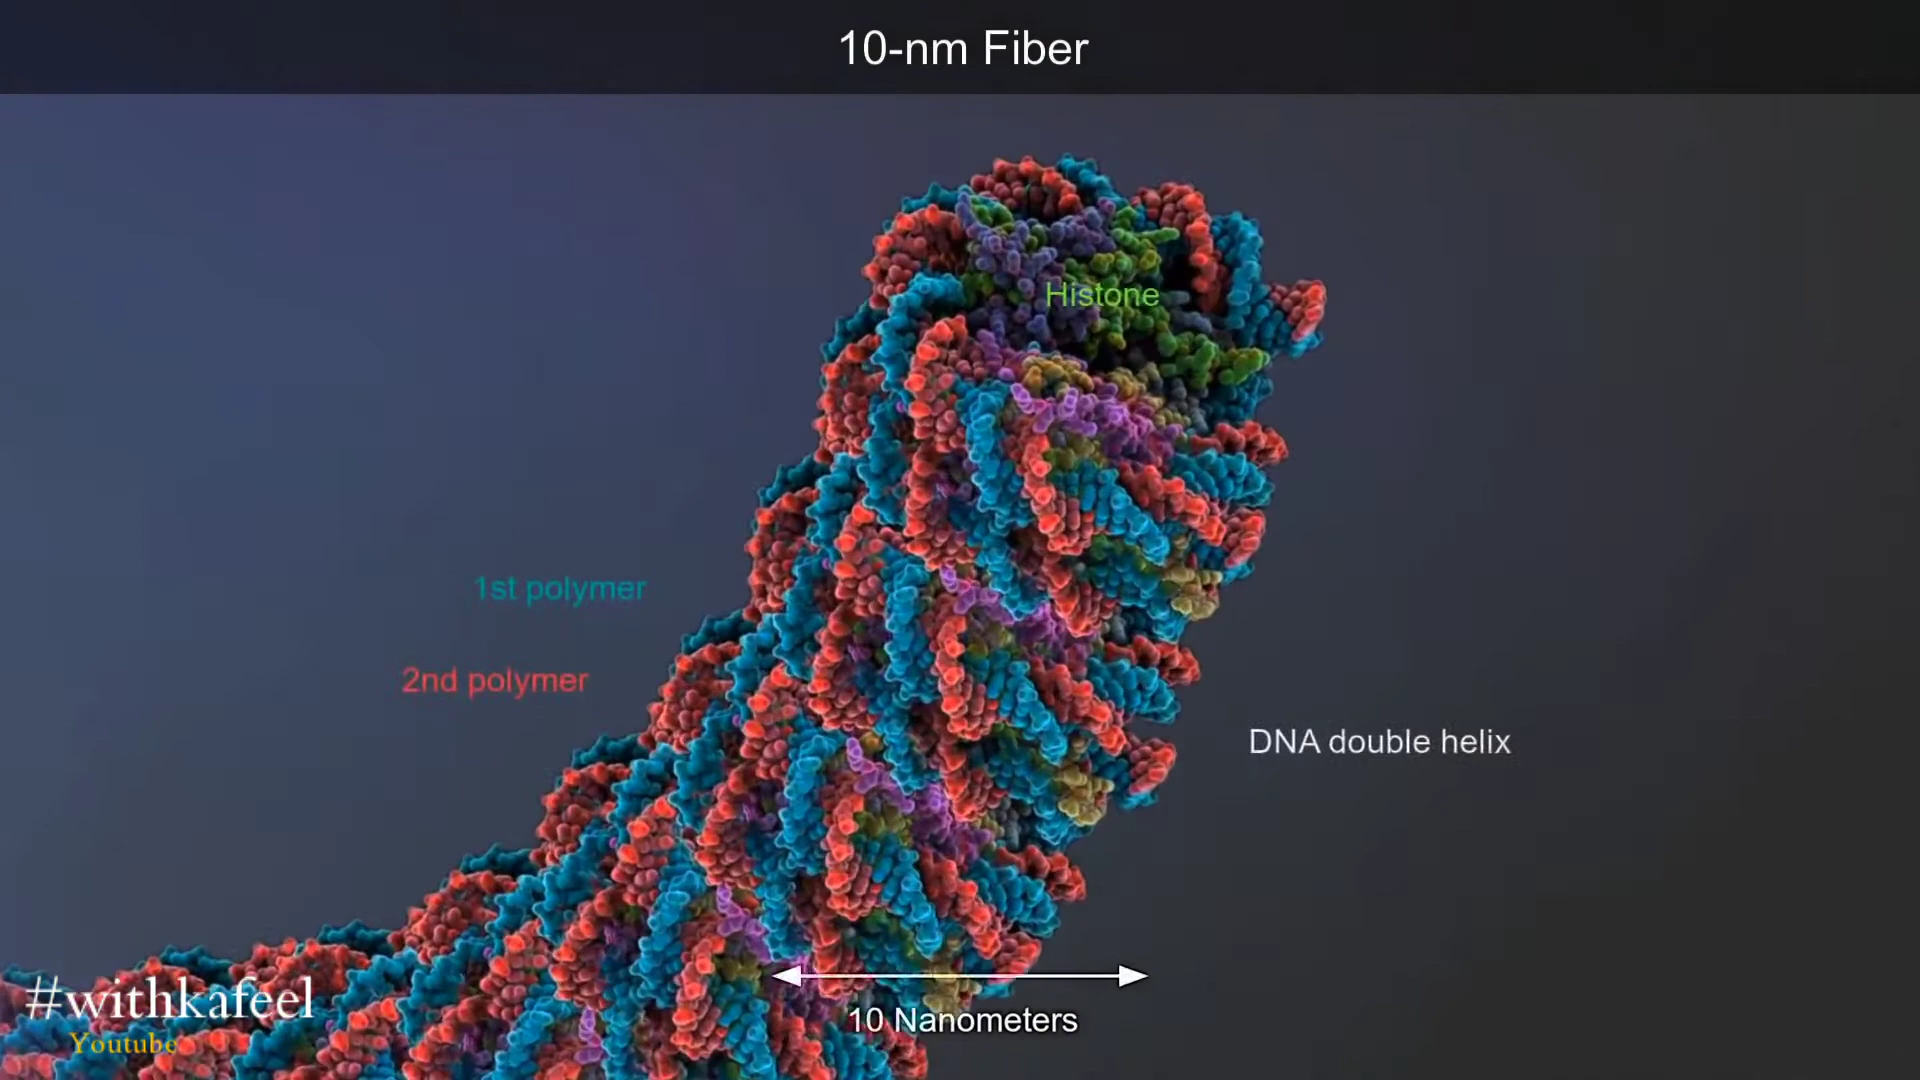 10-nm Fiber
Histone
1st polymer
2nd polymer
DNA double helix
#withkafeel
Youtube
10 Nanometers